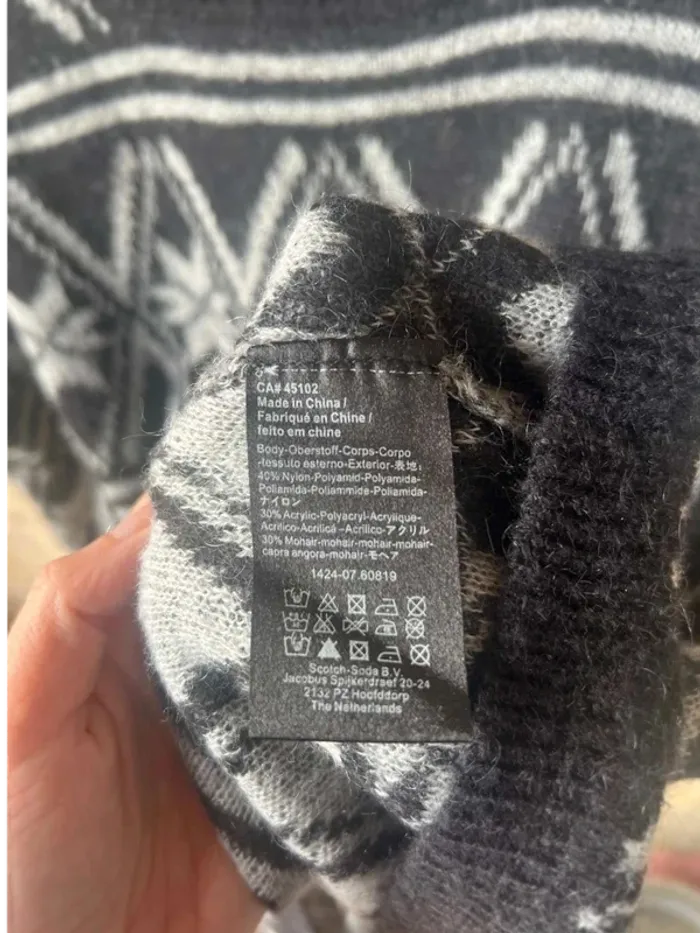 CA# 45102
Made in China /
Fabriqué en Chine /
feito em chine
Body-Oberstoff-Corps-Corpo
-tessuto esterno-Exterior-表地:
40% Nylon-Polyamid-Polyamida-
Poliamida-Poliammide-Poliamida-
ナイロン
30% Acrylic-Polyacryl-Acrylique-
Acrilico-Acrilica-Acrilico-アクリル
30% Mohair-mohair-mohair-mohair-
capra angora-mohair-モヘア
1424-07.60819
Scotch-Soda B.V.
Jacobus Spijkerdreef 20-24
2132 PZ Hoofddorp
The Netherlands